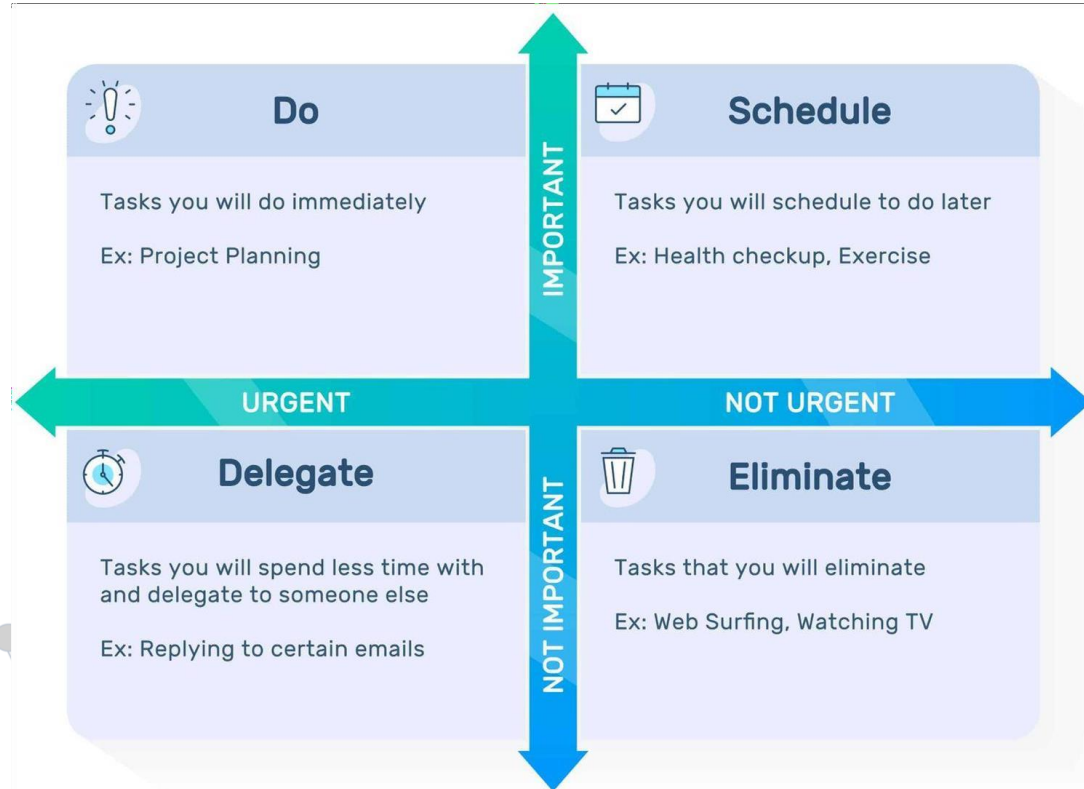 Do
Tasks you will do immediately
Ex: Project Planning
IMPORTANT
Schedule
Tasks you will schedule to do later
Ex: Health checkup, Exercise
URGENT
NOT URGENT
Delegate
Tasks you will spend less time with
and delegate to someone else
Ex: Replying to certain emails
NOT IMPORTANT
Eliminate
Tasks that you will eliminate
Ex: Web Surfing, Watching TV